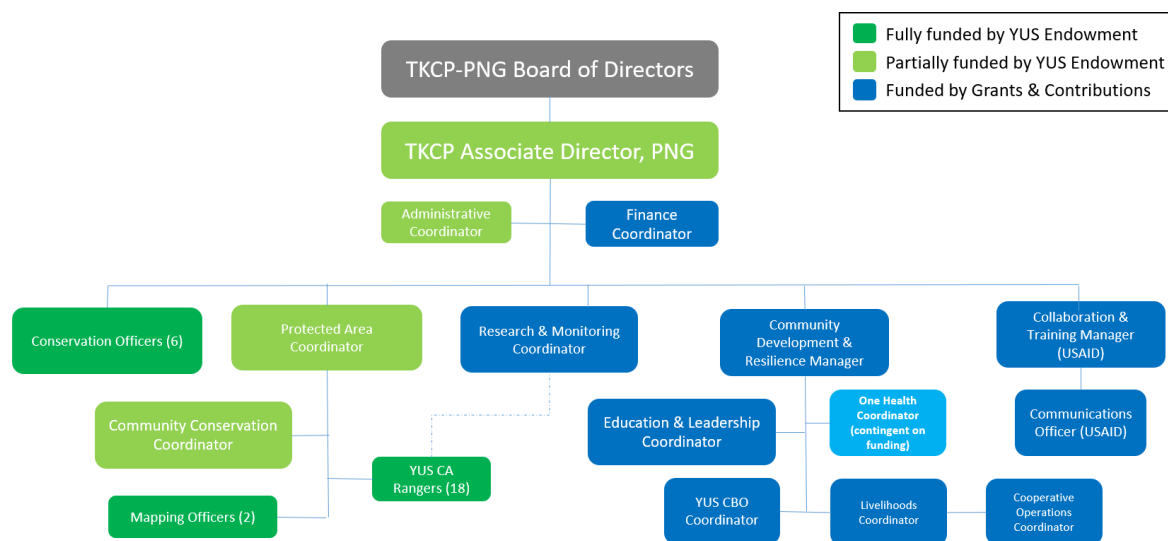 Fully funded by YUS Endowment
Partially funded by YUS Endowment
Funded by Grants & Contributions
TKCP-PNG Board of Directors
TKCP Associate Director, PNG
Administrative
Coordinator
Finance
Coordinator
Conservation Officers (6)
Protected Area
Coordinator
Research & Monitoring
Coordinator
Community
Development &
Resilience Manager
Collaboration &
Training Manager
(USAID)
Community Conservation
Coordinator
YUS CA
Rangers (18)
Mapping Officers (2)
Education & Leadership
Coordinator
One Health
Coordinator
(contingent on
funding)
Communications
Officer (USAID)
YUS CBO
Coordinator
Livelihoods
Coordinator
Cooperative
Operations
Coordinator